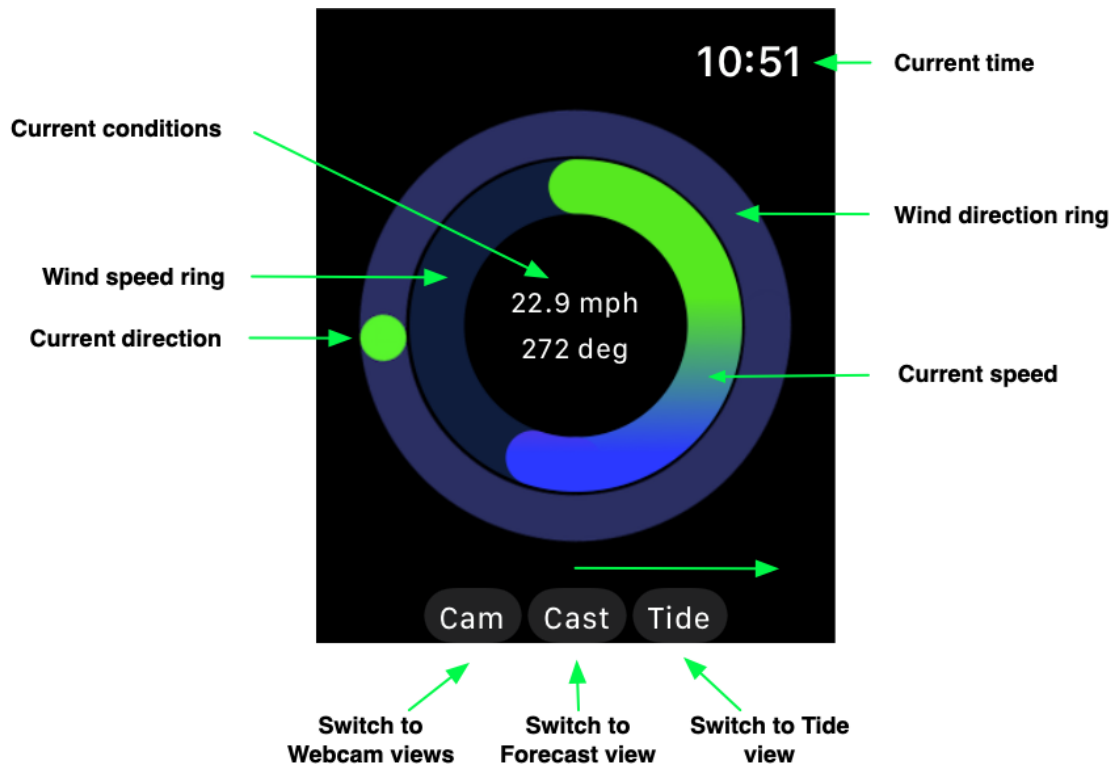 10:51
Current time
Current conditions
Wind direction ring
Wind speed ring
22.9 mph
Current direction
272 deg
Current speed
Cam
Cast
Tide
Switch to
Webcam views
Switch to
Forecast view
Switch to Tide
view